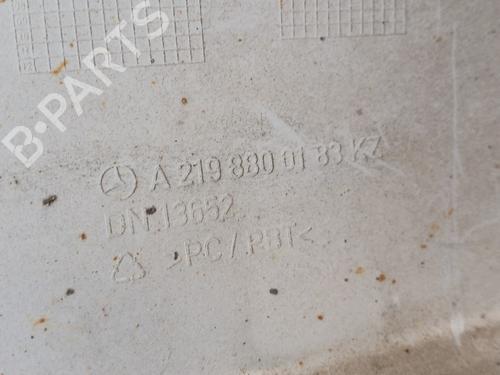 B-PARTS
A 219 880 01 83 KZ
DN 13652
>PC/PBT<